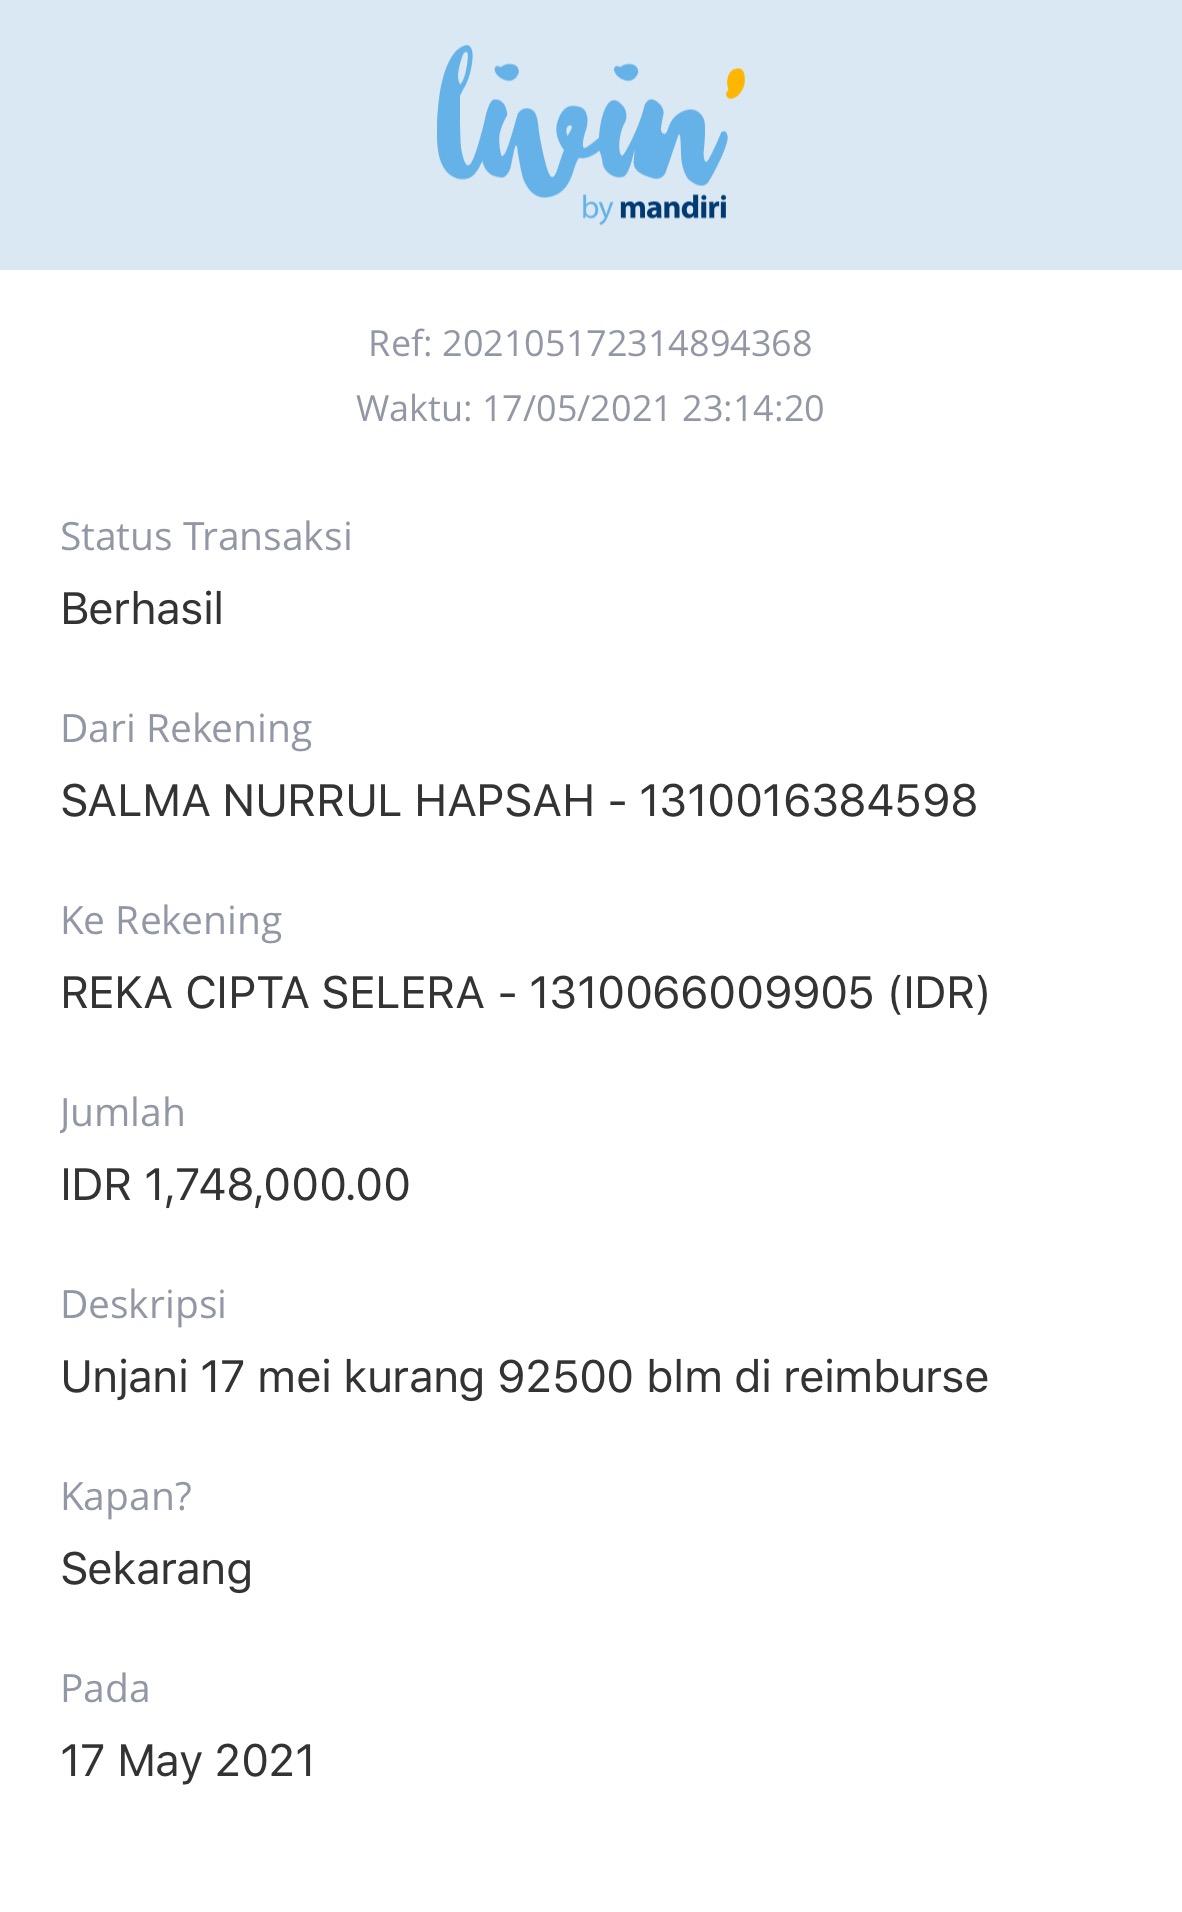 livin'
by mandiri
Ref: 202105172314894368
Waktu: 17/05/2021 23:14:20
Status Transaksi
Berhasil
Dari Rekening
SALMA NURRUL HAPSAH - 1310016384598
Ke Rekening
REKA CIPTA SELERA - 1310066009905 (IDR)
Jumlah
IDR 1,748,000.00
Deskripsi
Unjani 17 mei kurang 92500 blm di reimburse
Kapan?
Sekarang
Pada
17 May 2021